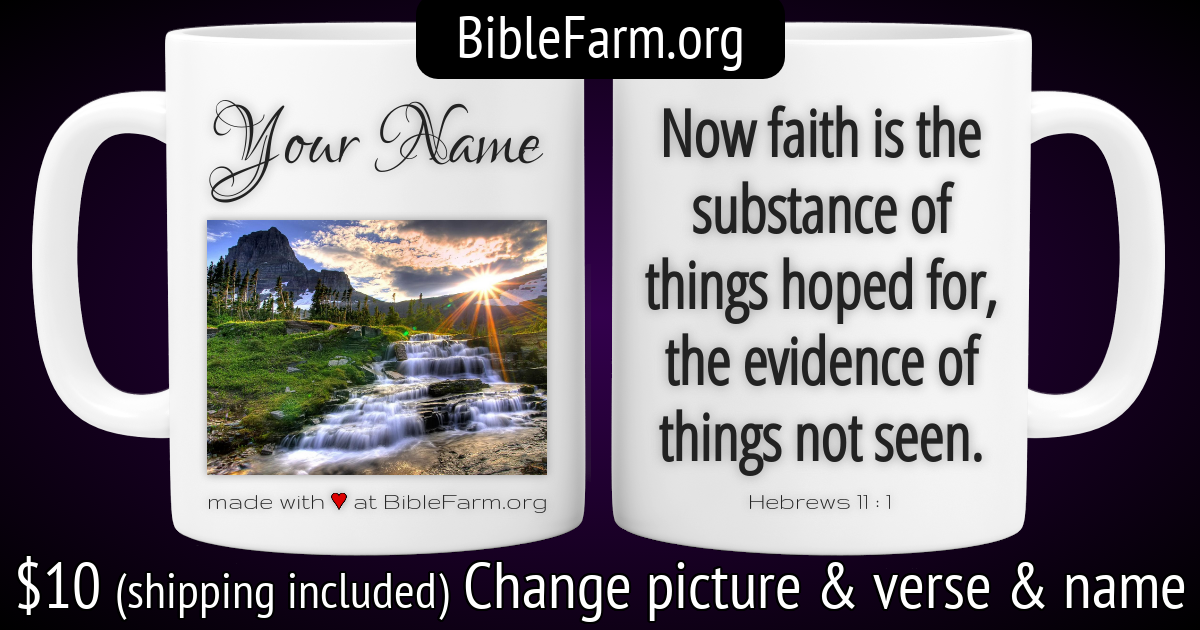 BibleFarm.org
Your Name
made with ♥ at BibleFarm.org
Now faith is the
substance of
things hoped for,
the evidence of
things not seen.
Hebrews 11 : 1
$10 (shipping included) Change picture & verse & name